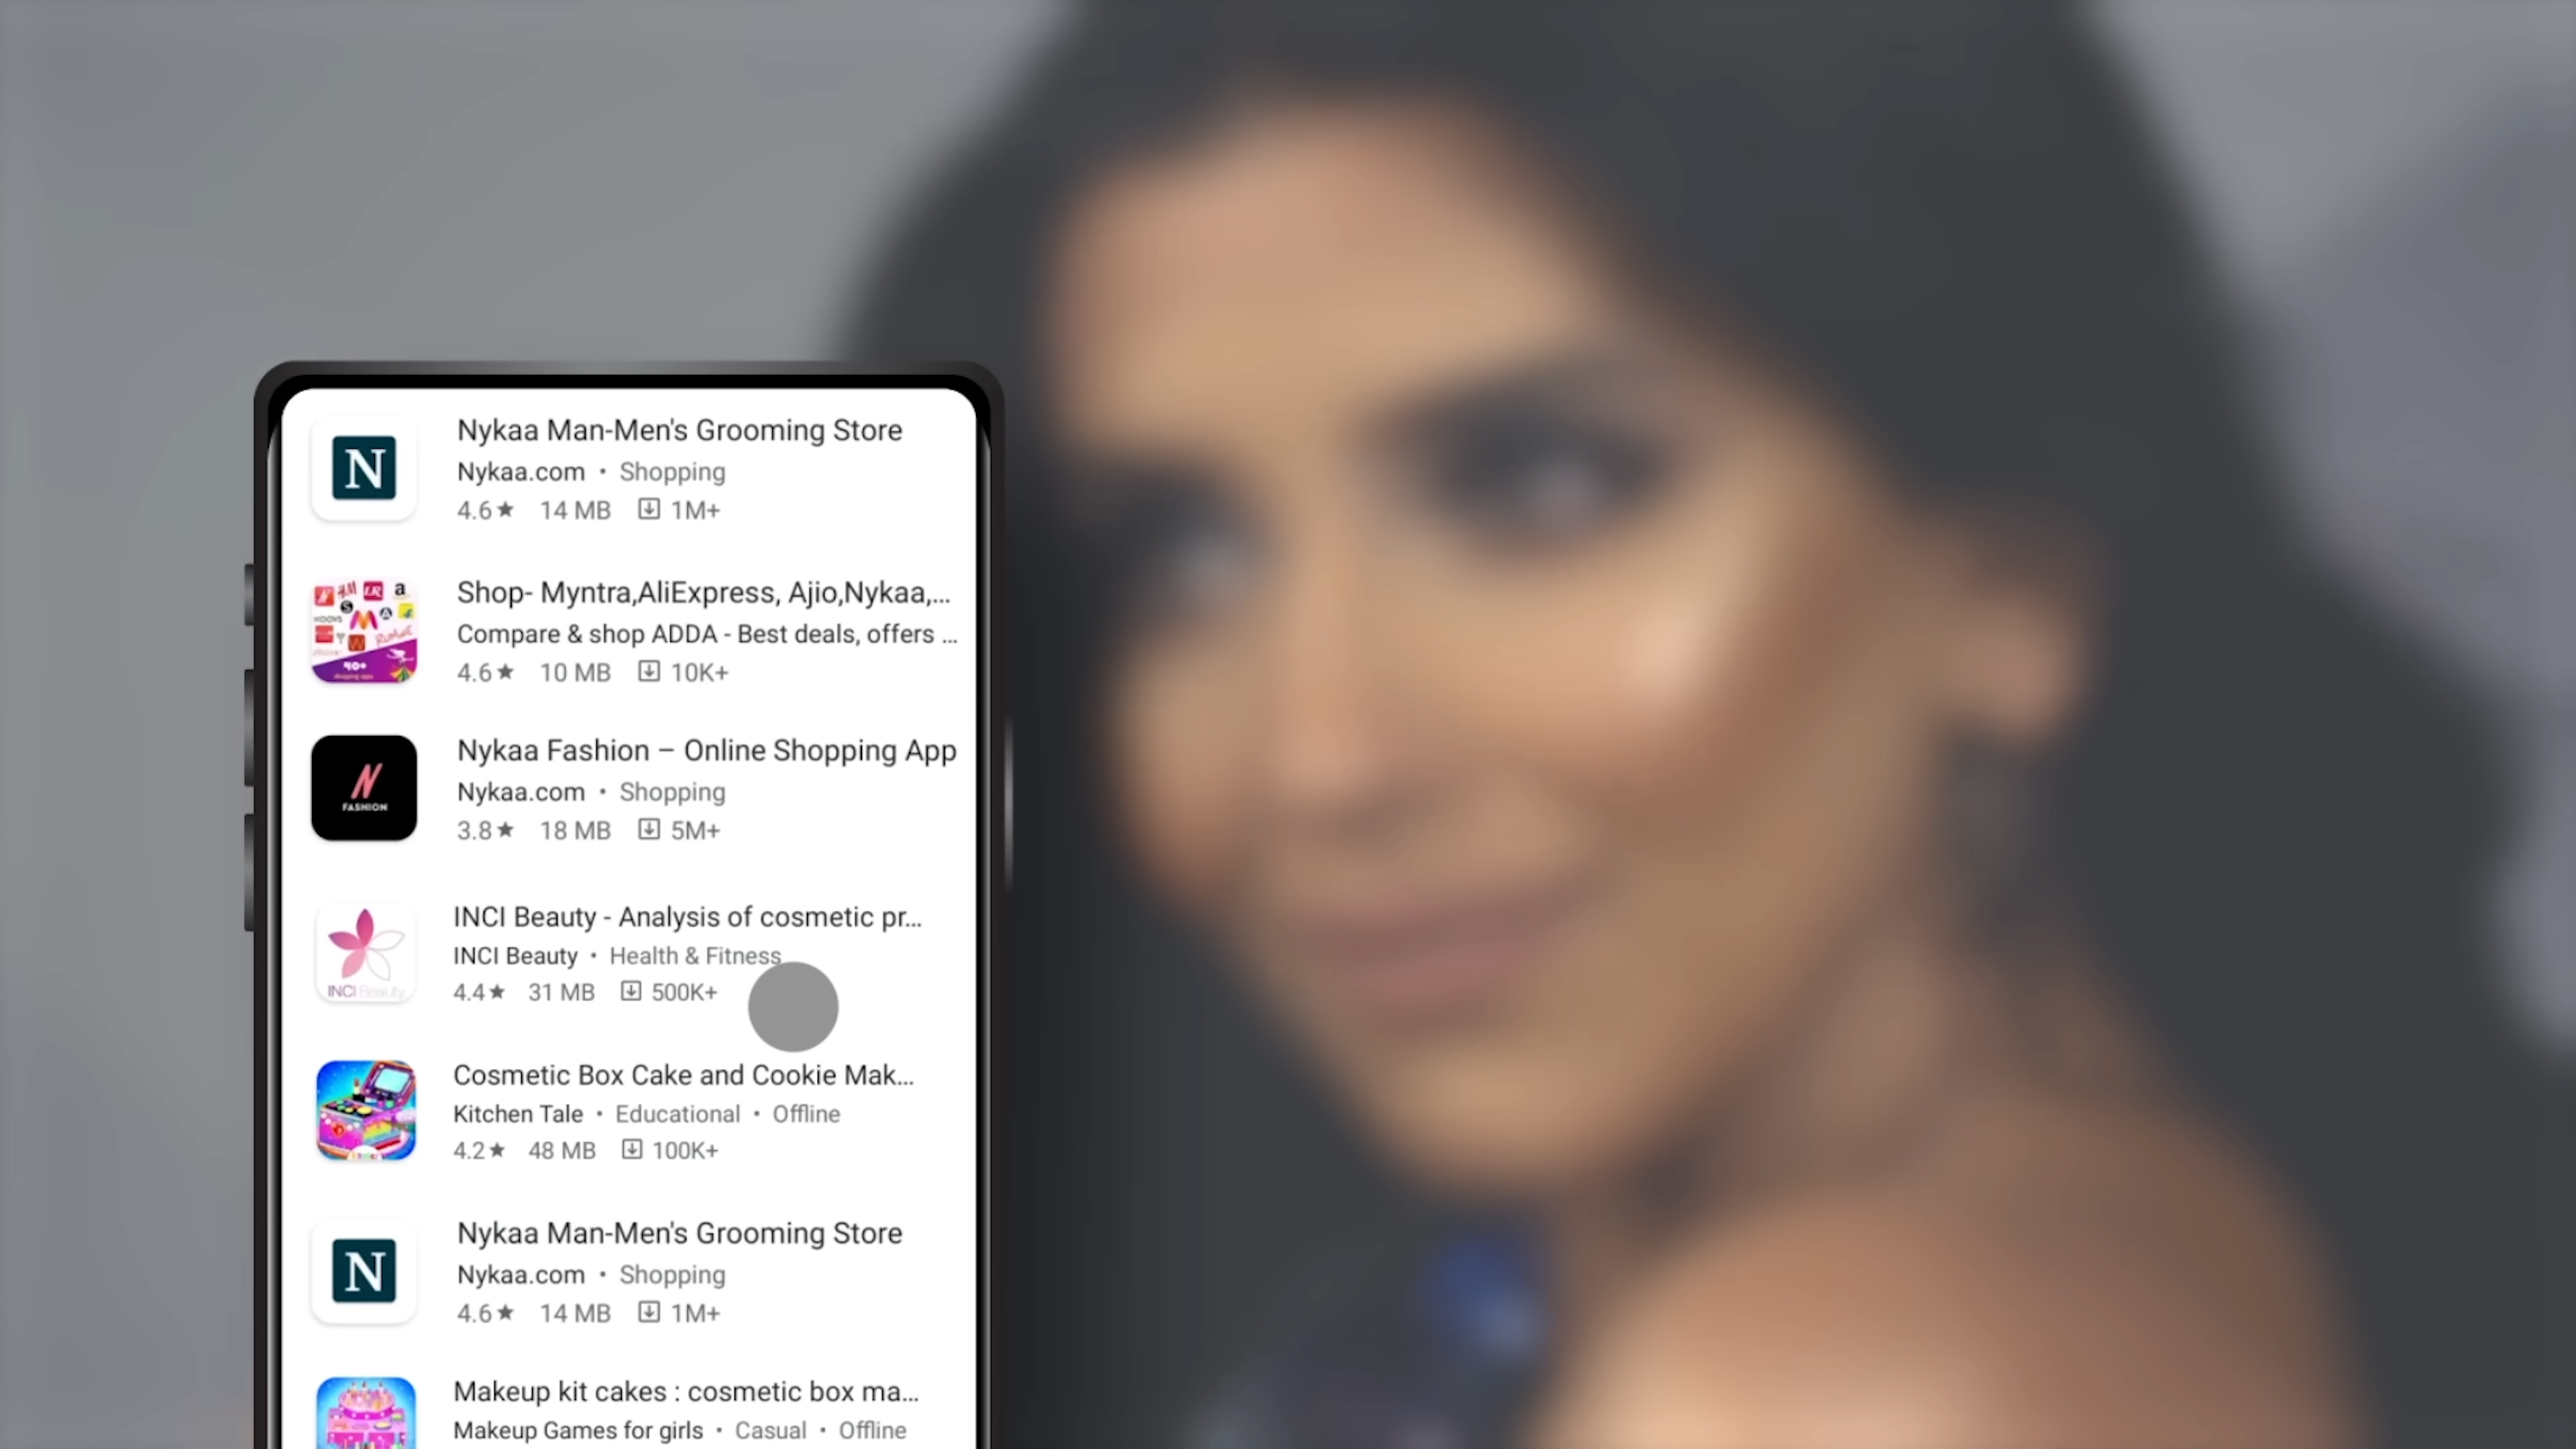 Nykaa Man-Men's Grooming Store
Nykaa.com • Shopping
4.6★ 14 MB 1M+
Shop- Myntra,AliExpress, Ajio,Nykaa,...
Compare & shop ADDA - Best deals, offers ...
4.6★ 10 MB 10K+
Nykaa Fashion – Online Shopping App
Nykaa.com • Shopping
3.8★ 18 MB 5M+
FASHION
INCI Beauty - Analysis of cosmetic pr...
INCI Beauty • Health & Fitness
4.4★ 31 MB 500K+
INCI Beauty
Cosmetic Box Cake and Cookie Mak...
Kitchen Tale • Educational • Offline
4.2★ 48 MB 100K+
Nykaa Man-Men's Grooming Store
Nykaa.com • Shopping
4.6★ 14 MB 1M+
Makeup kit cakes : cosmetic box ma...
Makeup Games for girls • Casual • Offline